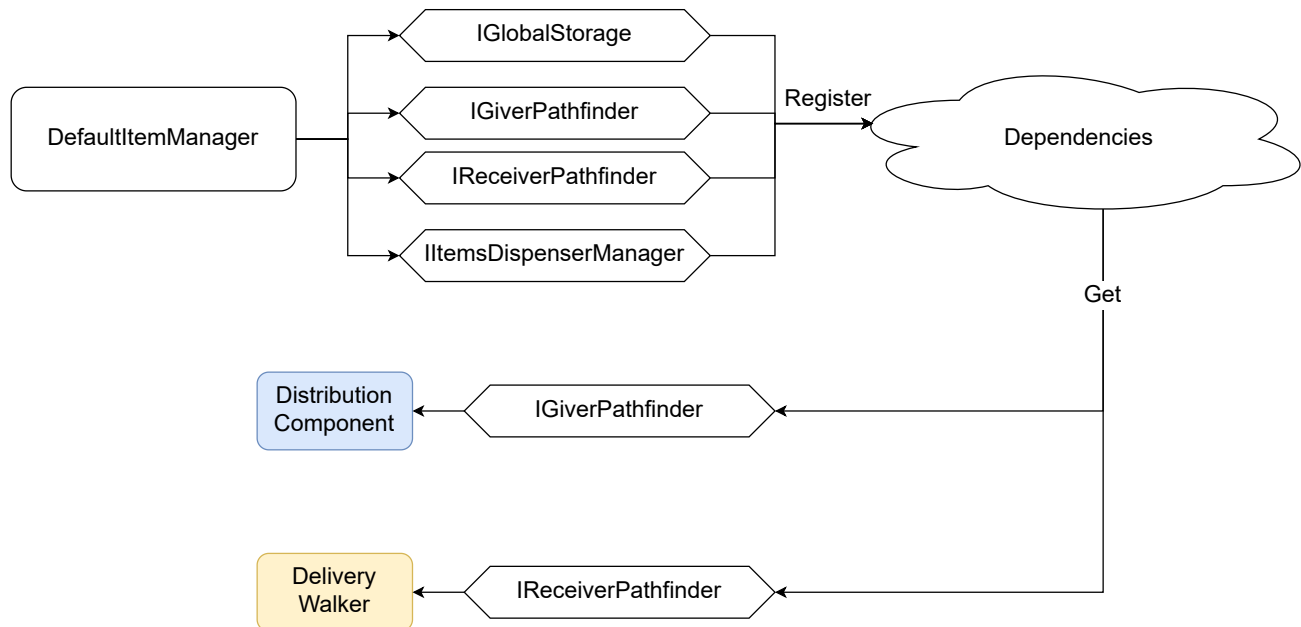 IGlobalStorage
Register
IGiverPathfinder
DefaultItemManager
Dependencies
IReceiverPathfinder
IItemsDispenserManager
Get
Distribution
Component
IGiverPathfinder
Delivery
Walker
IReceiverPathfinder